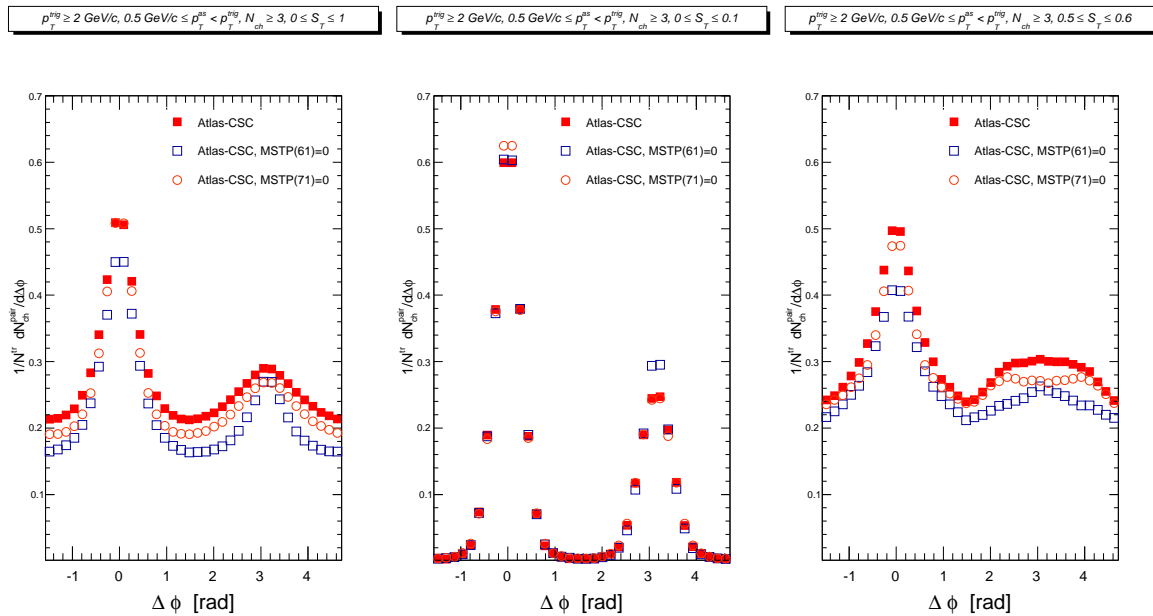 p_T^trig ≥ 2 GeV/c, 0.5 GeV/c ≤ p_T^as < p_T^trig, N_ch ≥ 3, 0 ≤ S_T ≤ 1
1/N^tr dN_ch^pair/dΔφ
0.7
0.6
0.5
0.4
0.3
0.2
0.1
Atlas-CSC
Atlas-CSC, MSTP(61)=0
Atlas-CSC, MSTP(71)=0
-1 0 1 2 3 4
Δ φ [rad]
p_T^trig ≥ 2 GeV/c, 0.5 GeV/c ≤ p_T^as < p_T^trig, N_ch ≥ 3, 0 ≤ S_T ≤ 0.1
1/N^tr dN_ch^pair/dΔφ
0.7
0.6
0.5
0.4
0.3
0.2
0.1
Atlas-CSC
Atlas-CSC, MSTP(61)=0
Atlas-CSC, MSTP(71)=0
-1 0 1 2 3 4
Δ φ [rad]
p_T^trig ≥ 2 GeV/c, 0.5 GeV/c ≤ p_T^as < p_T^trig, N_ch ≥ 3, 0.5 ≤ S_T ≤ 0.6
1/N^tr dN_ch^pair/dΔφ
0.7
0.6
0.5
0.4
0.3
0.2
0.1
Atlas-CSC
Atlas-CSC, MSTP(61)=0
Atlas-CSC, MSTP(71)=0
-1 0 1 2 3 4
Δ φ [rad]